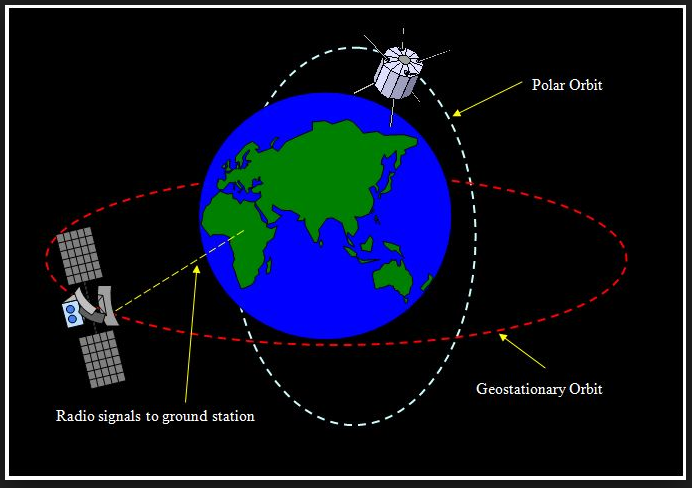 Polar Orbit
Geostationary Orbit
Radio signals to ground station